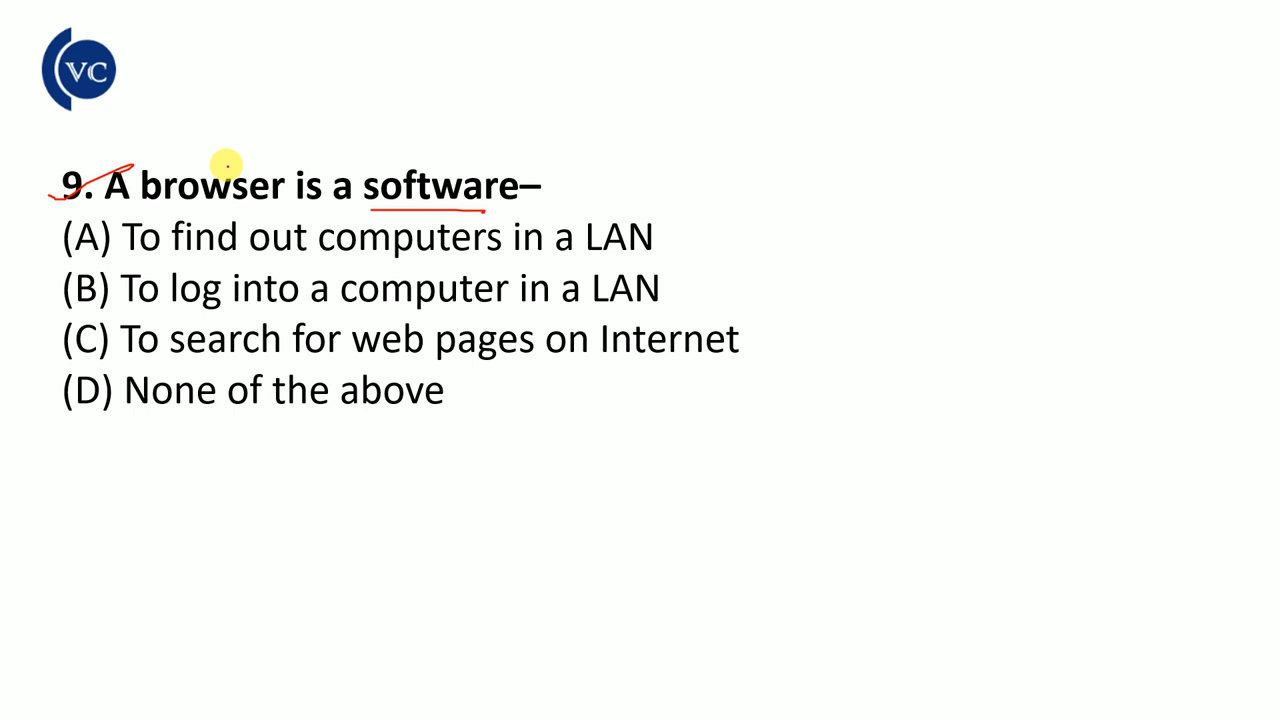 VC
9. A browser is a software–
(A) To find out computers in a LAN
(B) To log into a computer in a LAN
(C) To search for web pages on Internet
(D) None of the above